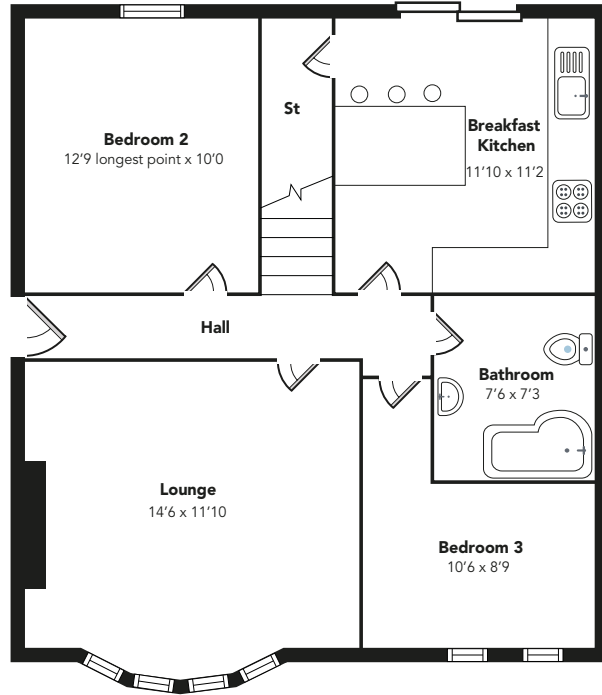 Bedroom 2
12'9 longest point x 10'0
St
Breakfast
Kitchen
11'10 x 11'2
Hall
Bathroom
7'6 x 7'3
Lounge
14'6 x 11'10
Bedroom 3
10'6 x 8'9